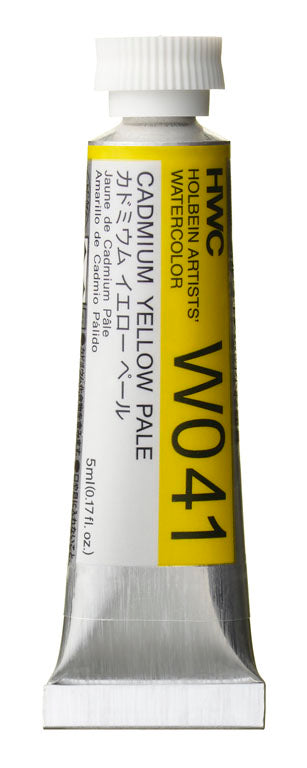 HWC
HOLBEIN ARTISTS'
WATERCOLOR
W041
CADMIUM YELLOW PALE
カドミウム イエロー ペール
Jaune de Cadmium Pâle
Amarillo de Cadmio Pálido
5ml(0.17fl. oz.)